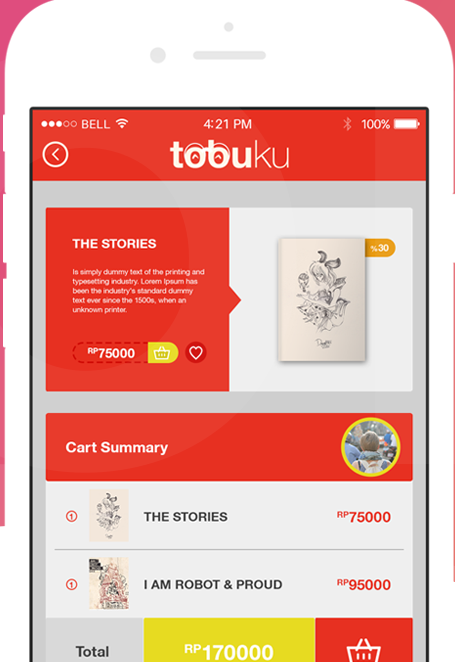 BELL 4:21 PM 100%
tobuku
THE STORIES
Is simply dummy text of the printing and
typesetting industry. Lorem Ipsum has
been the industry's standard dummy
text ever since the 1500s, when an
unknown printer.
RP75000
%30
Cart Summary
1 THE STORIES RP75000
1 I AM ROBOT & PROUD RP95000
Total RP170000